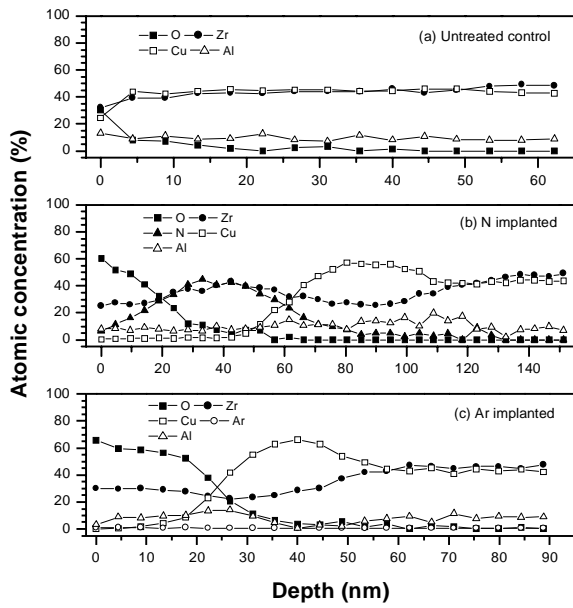 100
80
60
40
20
0
O Zr
Cu Al
(a) Untreated control
0 10 20 30 40 50 60
Atomic concentration (%)
100
80
60
40
20
0
O Zr
N Cu
Al
(b) N implanted
0 20 40 60 80 100 120 140
100
80
60
40
20
0
O Zr
Cu Ar
Al
(c) Ar implanted
0 10 20 30 40 50 60 70 80 90
Depth (nm)